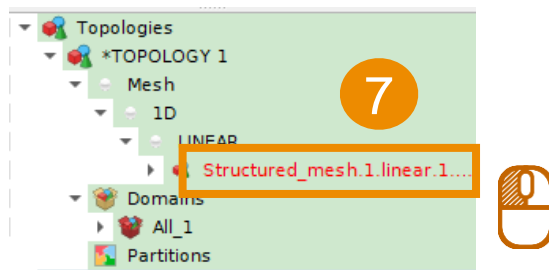 Topologies
*TOPOLOGY 1
Mesh
1D
7
LINEAR
Structured_mesh.1.linear.1....
Domains
All_1
Partitions